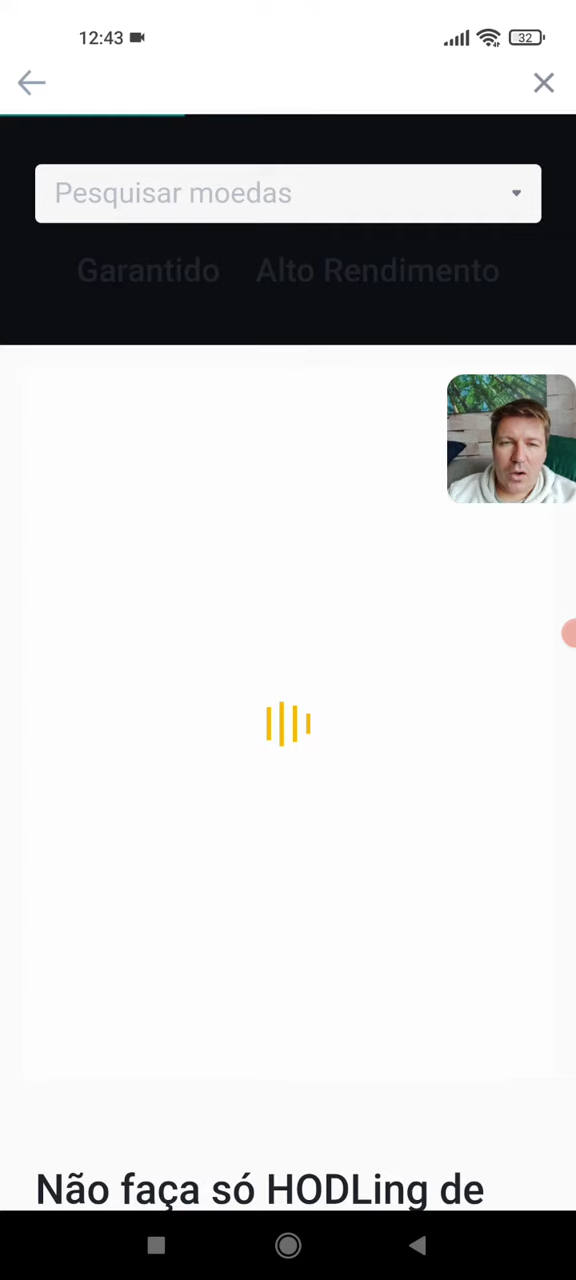 12:43
32
Pesquisar moedas
Garantido Alto Rendimento
Não faça só HODLing de